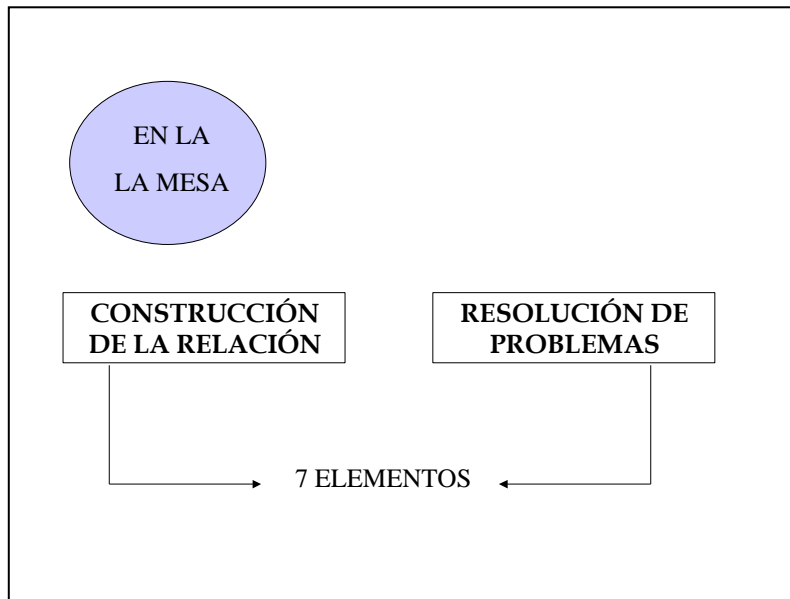 EN LA
LA MESA
CONSTRUCCIÓN
DE LA RELACIÓN
RESOLUCIÓN DE
PROBLEMAS
7 ELEMENTOS